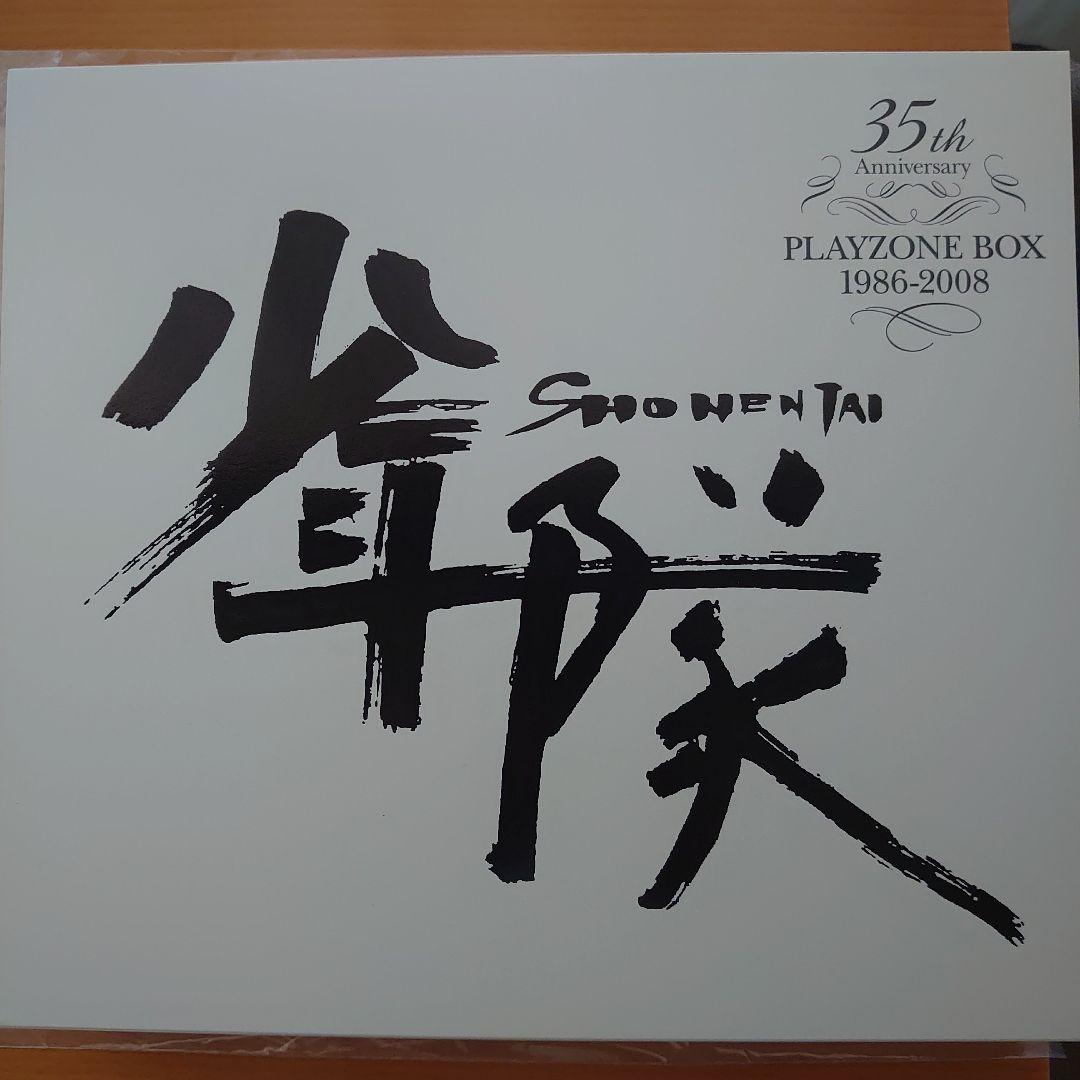 35th
Anniversary
PLAYZONE BOX
1986-2008
少年隊
SHONENTAI